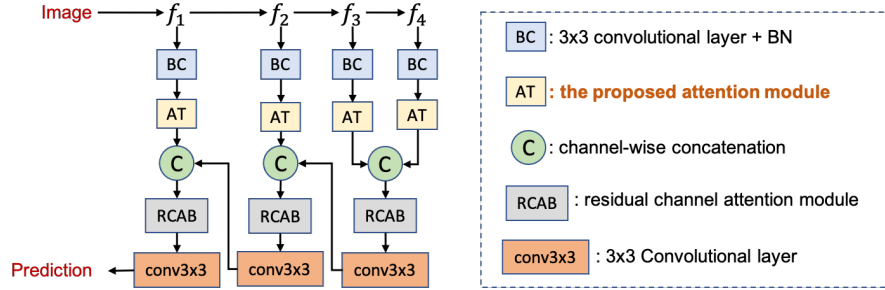 Image f1 f2 f3 f4
BC BC BC BC
AT AT AT AT
C C C
RCAB RCAB RCAB
Prediction conv3x3 conv3x3 conv3x3
BC : 3x3 convolutional layer + BN
AT : the proposed attention module
C : channel-wise concatenation
RCAB : residual channel attention module
conv3x3 : 3x3 Convolutional layer